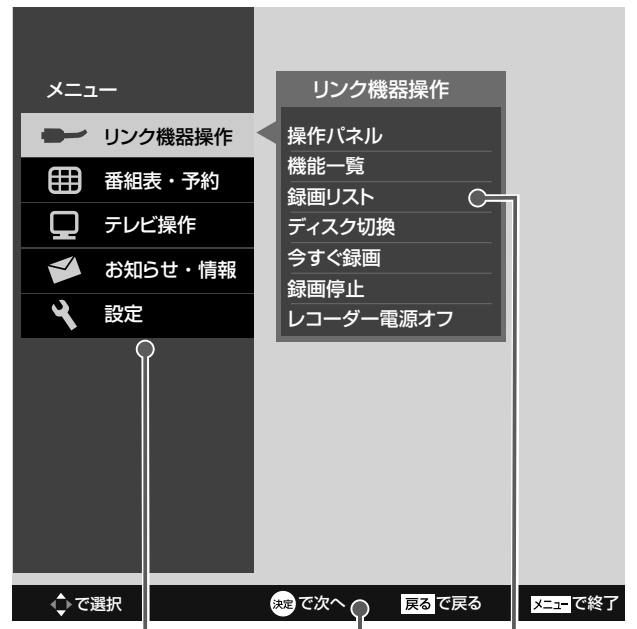 メニュー
リンク機器操作
番組表・予約
テレビ操作
お知らせ・情報
設定
リンク機器操作
操作パネル
機能一覧
録画リスト
ディスク切換
今すぐ録画
録画停止
レコーダー電源オフ
で選択 決定 で次へ 戻る で戻る メニュー で終了